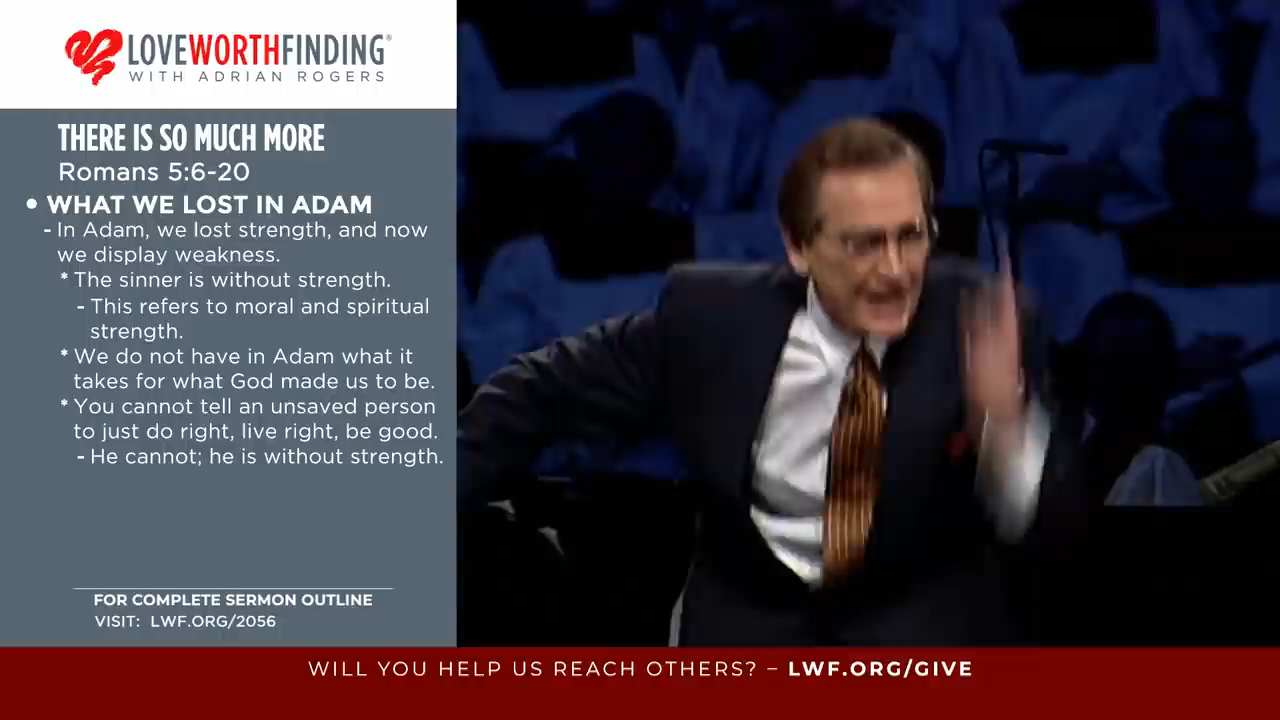 LOVEWORTHFINDING®
WITH ADRIAN ROGERS
THERE IS SO MUCH MORE
Romans 5:6-20
• WHAT WE LOST IN ADAM
- In Adam, we lost strength, and now
we display weakness.
* The sinner is without strength.
- This refers to moral and spiritual
strength.
* We do not have in Adam what it
takes for what God made us to be.
* You cannot tell an unsaved person
to just do right, live right, be good.
- He cannot; he is without strength.
FOR COMPLETE SERMON OUTLINE
VISIT: LWF.ORG/2056
WILL YOU HELP US REACH OTHERS? – LWF.ORG/GIVE